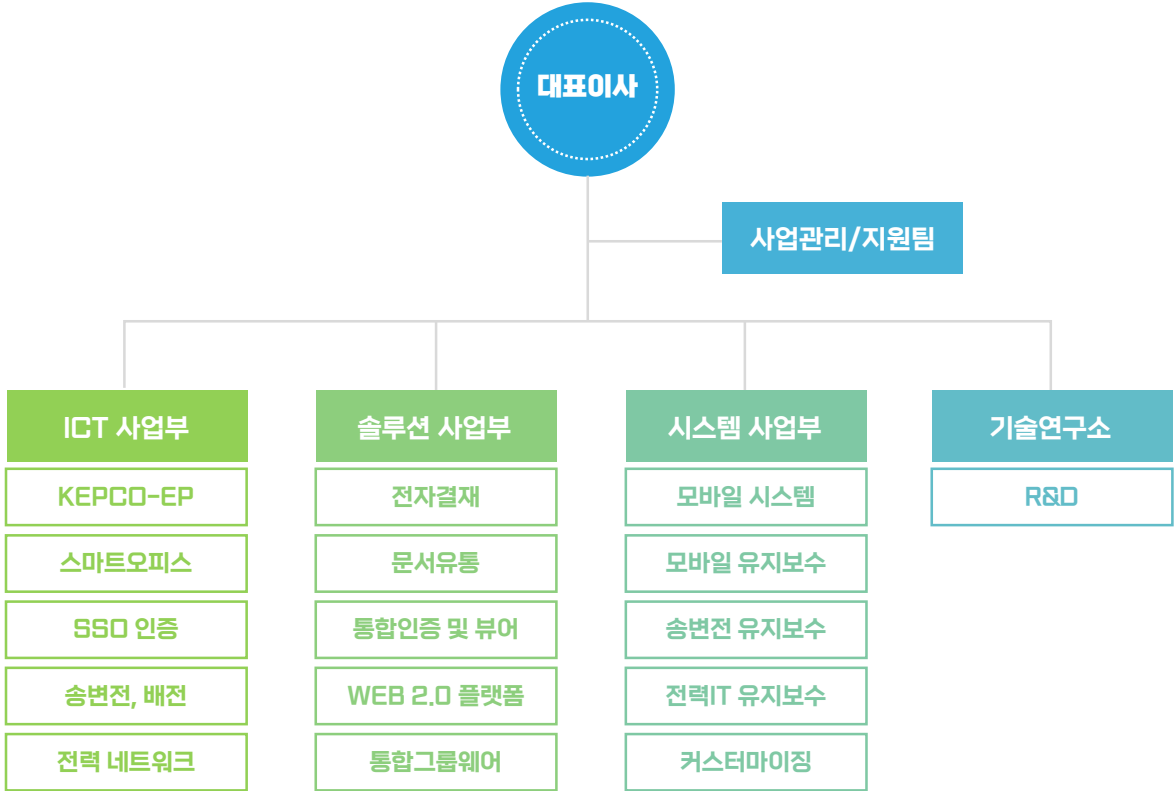 대표이사
사업관리/지원팀
ICT 사업부
KEPCO-EP
스마트오피스
SSO 인증
송변전, 배전
전력 네트워크
솔루션 사업부
전자결재
문서유통
통합인증 및 뷰어
WEB 2.0 플랫폼
통합그룹웨어
시스템 사업부
모바일 시스템
모바일 유지보수
송변전 유지보수
전력IT 유지보수
커스터마이징
기술연구소
R&D